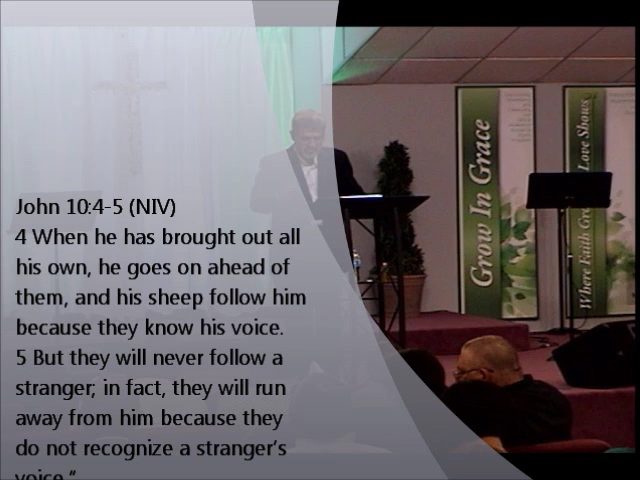 John 10:4-5 (NIV)
4 When he has brought out all
his own, he goes on ahead of
them, and his sheep follow him
because they know his voice.
5 But they will never follow a
stranger; in fact, they will run
away from him because they
do not recognize a stranger's
voice."
Grow In Grace
Where Faith Grows Love Shows